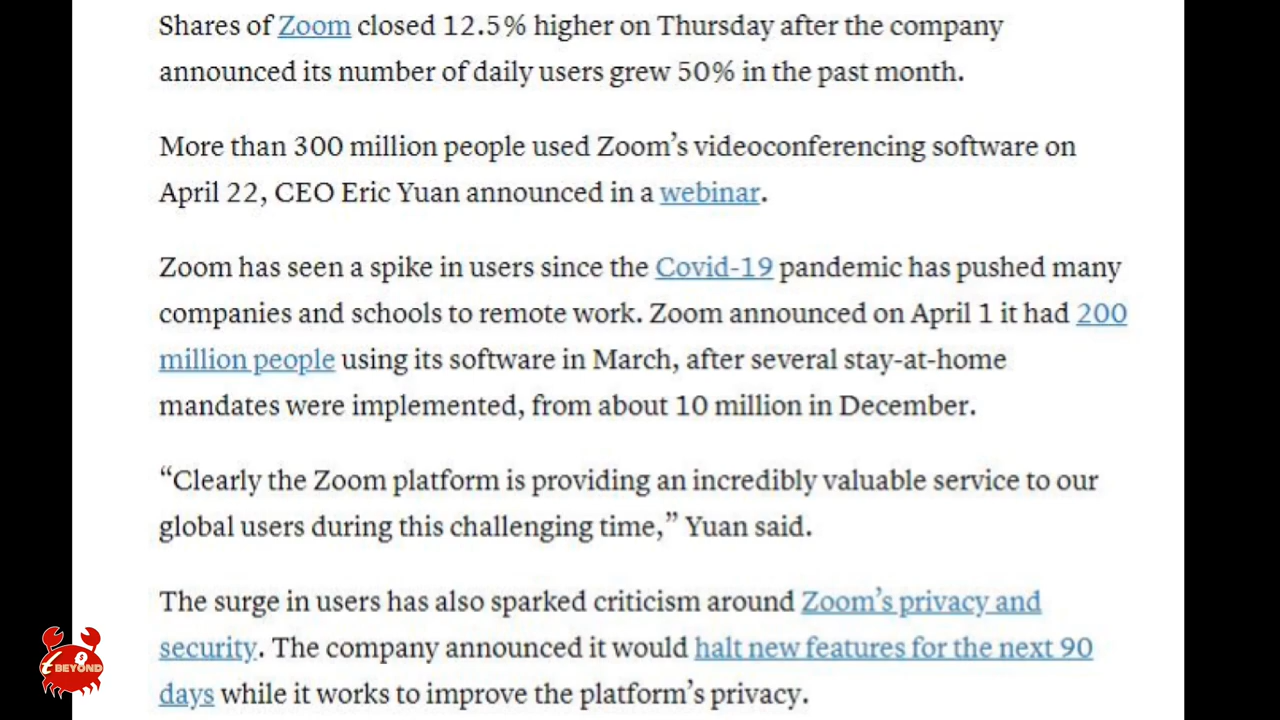 Shares of Zoom closed 12.5% higher on Thursday after the company
announced its number of daily users grew 50% in the past month.
More than 300 million people used Zoom’s videoconferencing software on
April 22, CEO Eric Yuan announced in a webinar.
Zoom has seen a spike in users since the Covid-19 pandemic has pushed many
companies and schools to remote work. Zoom announced on April 1 it had 200
million people using its software in March, after several stay-at-home
mandates were implemented, from about 10 million in December.
“Clearly the Zoom platform is providing an incredibly valuable service to our
global users during this challenging time,” Yuan said.
The surge in users has also sparked criticism around Zoom’s privacy and
security. The company announced it would halt new features for the next 90
days while it works to improve the platform’s privacy.
t BEYOND